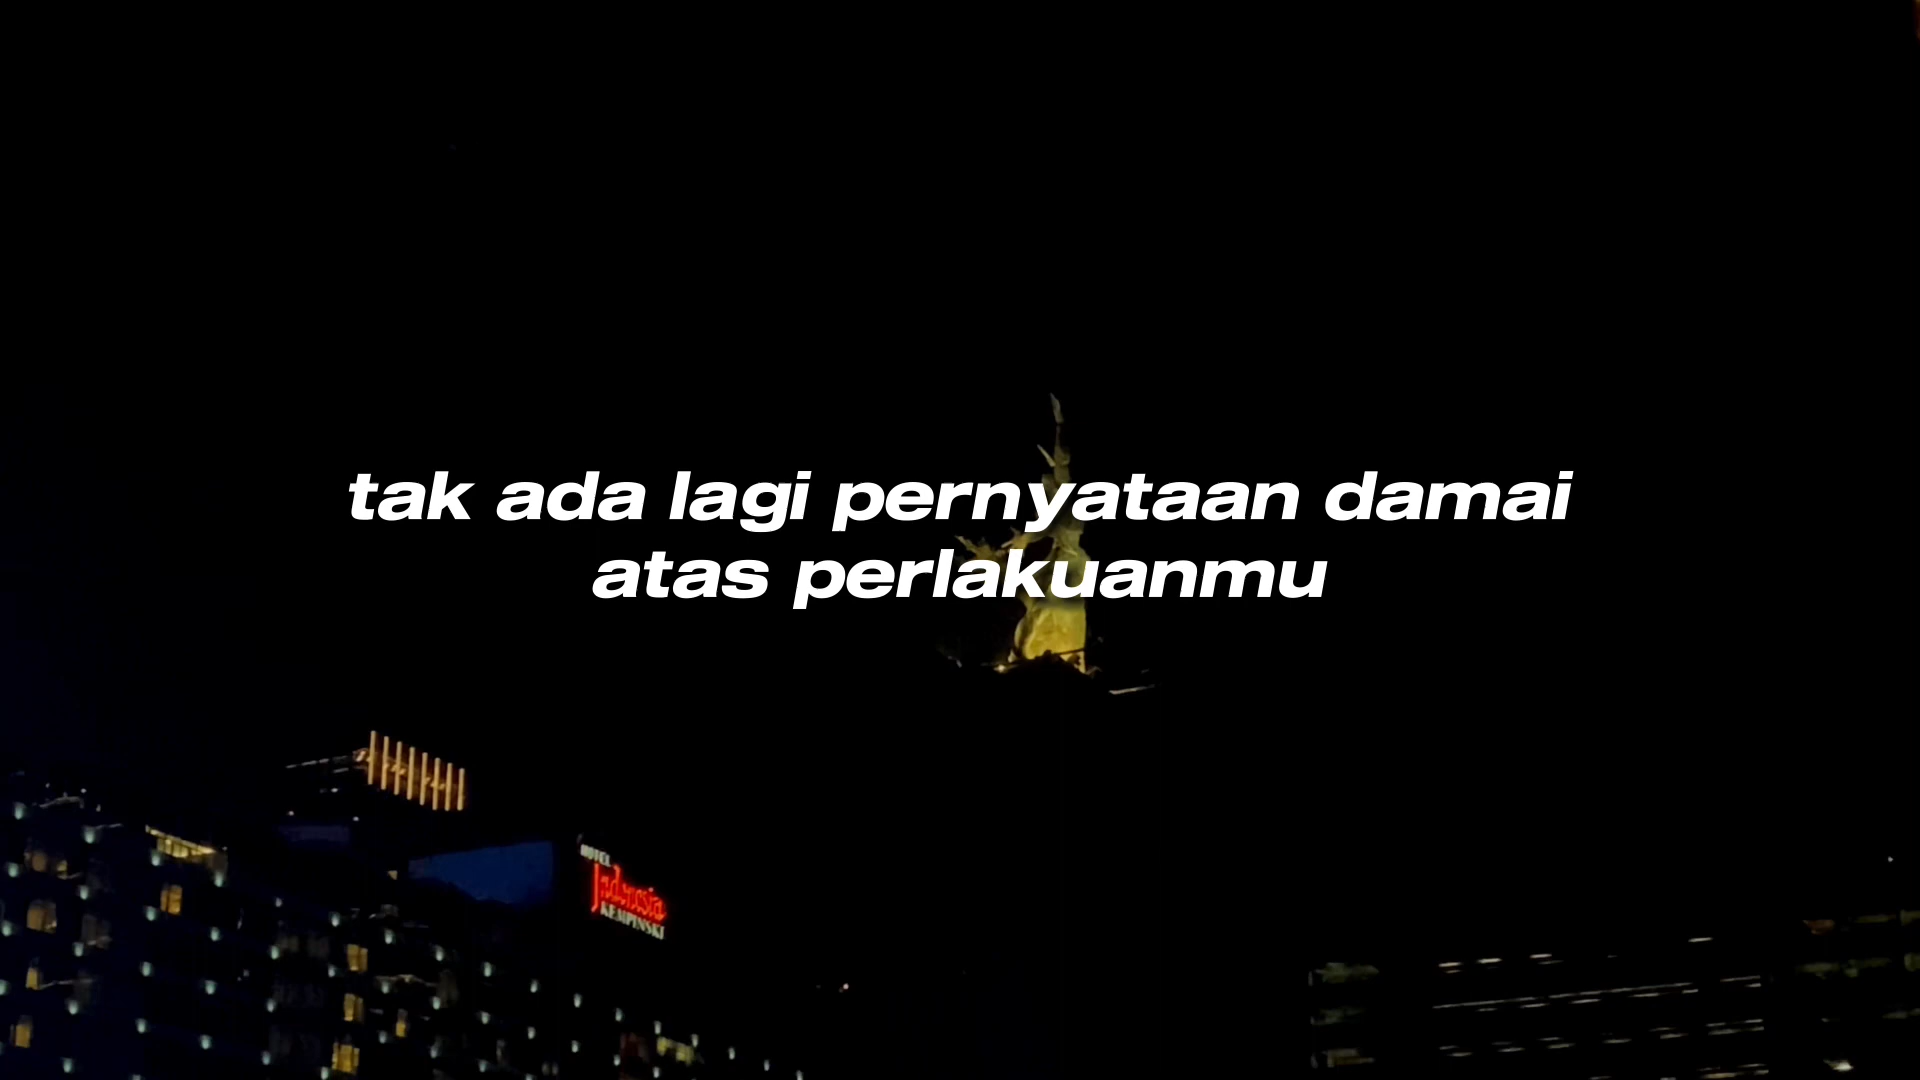 tak ada lagi pernyataan damai
atas perlakuanmu
HOTEL
Indonesia
KEMPINSKI